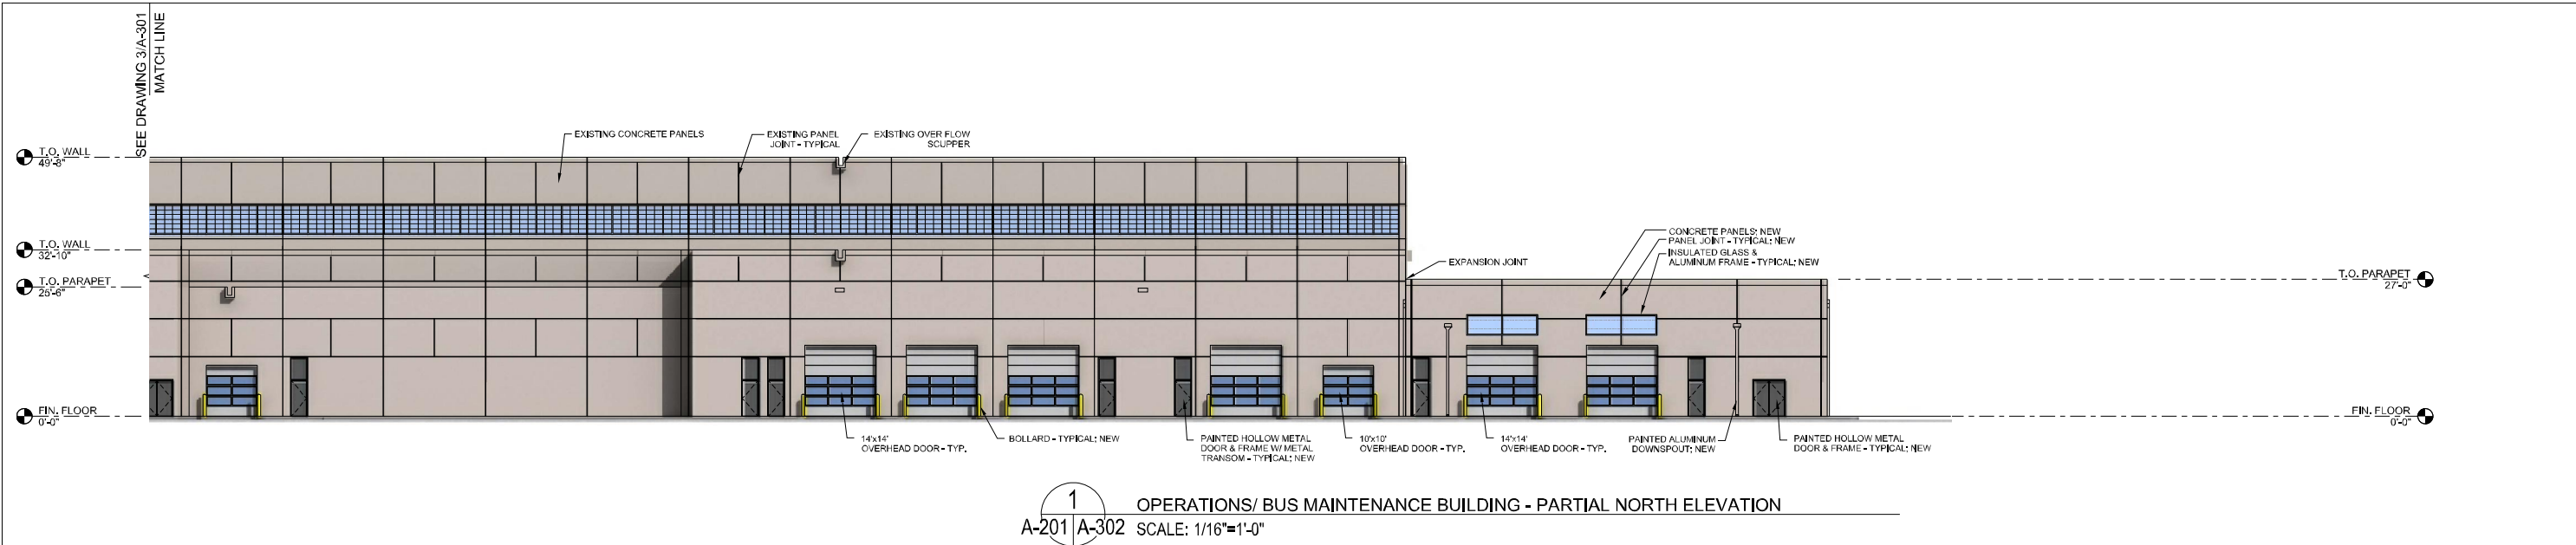 SEE DRAWING 3/A-301
MATCH LINE
T.O. WALL
49'-8"
T.O. WALL
32'-10"
T.O. PARAPET
25'-6"
FIN. FLOOR
0'-0"
EXISTING CONCRETE PANELS
EXISTING PANEL
JOINT - TYPICAL
EXISTING OVER FLOW
SCUPPER
EXPANSION JOINT
CONCRETE PANELS; NEW
PANEL JOINT - TYPICAL; NEW
INSULATED GLASS &
ALUMINUM FRAME - TYPICAL; NEW
T.O. PARAPET
27'-0"
FIN. FLOOR
0'-0"
14'x14'
OVERHEAD DOOR - TYP.
BOLLARD - TYPICAL; NEW
PAINTED HOLLOW METAL
DOOR & FRAME W/ METAL
TRANSOM - TYPICAL; NEW
10'x10'
OVERHEAD DOOR - TYP.
14'x14'
OVERHEAD DOOR - TYP.
PAINTED ALUMINUM
DOWNSPOUT; NEW
PAINTED HOLLOW METAL
DOOR & FRAME - TYPICAL; NEW
1
A-201 A-302
OPERATIONS/ BUS MAINTENANCE BUILDING - PARTIAL NORTH ELEVATION
SCALE: 1/16"=1'-0"